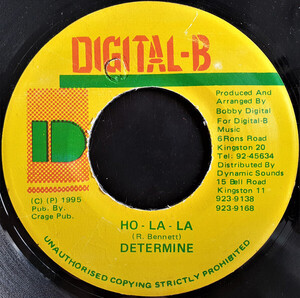 DIGITAL-B
D
Produced And
Arranged By
Bobby Digital
For Digital-B
Music
6Rons Road
Kingston 20
Tel: 92-45634
Distributed By
Dynamic Sounds
15 Bell Road
Kingston 11
923-9138
923-9168
(C) (P) 1995
Pub. By.
Crage Pub.
HO - LA - LA
(R. Bennett)
DETERMINE
UNAUTHORISED COPYING STRICTLY PROHIBITED